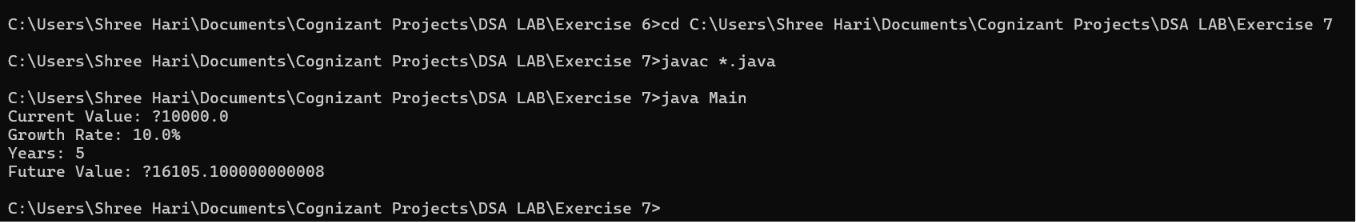 C:\Users\Shree Hari\Documents\Cognizant Projects\DSA LAB\Exercise 6>cd C:\Users\Shree Hari\Documents\Cognizant Projects\DSA LAB\Exercise 7
C:\Users\Shree Hari\Documents\Cognizant Projects\DSA LAB\Exercise 7>javac *.java
C:\Users\Shree Hari\Documents\Cognizant Projects\DSA LAB\Exercise 7>java Main
Current Value: ?10000.0
Growth Rate: 10.0%
Years: 5
Future Value: ?16105.100000000008
C:\Users\Shree Hari\Documents\Cognizant Projects\DSA LAB\Exercise 7>